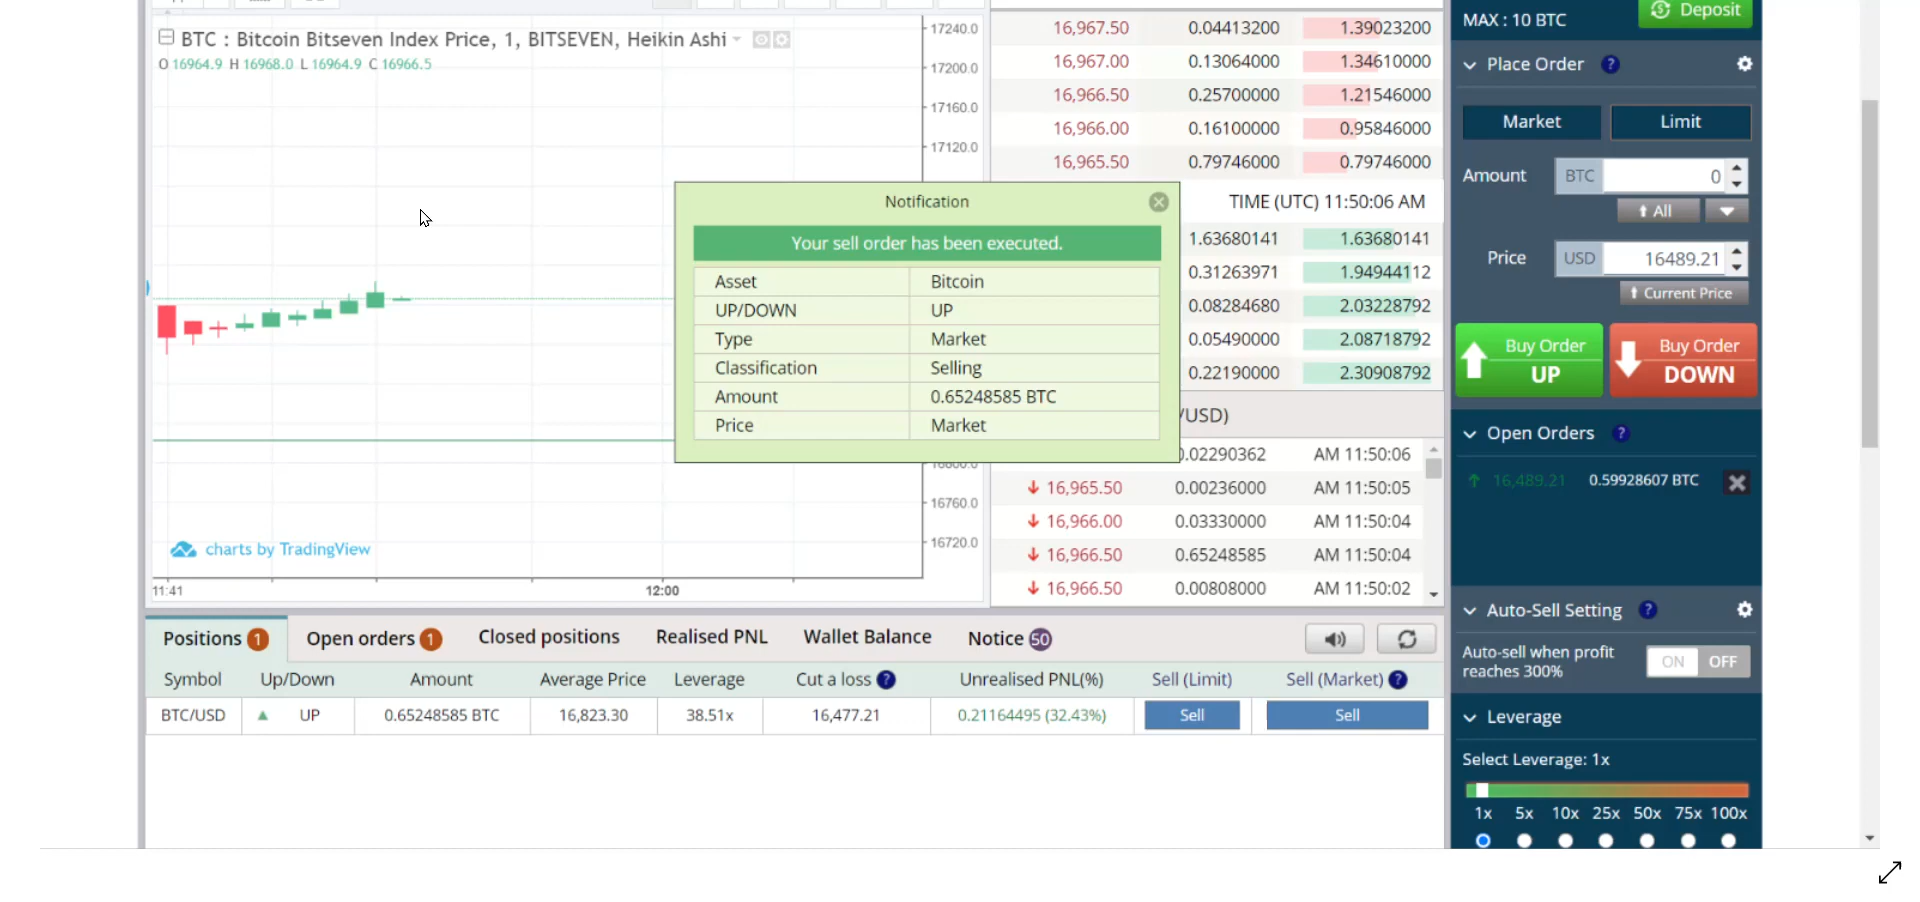 BTC : Bitcoin Bitseven Index Price, 1, BITSEVEN, Heikin Ashi
O 16964.9 H 16968.0 L 16964.9 C 16966.5
17240.0
17200.0
17160.0
17120.0
16760.0
16720.0
charts by TradingView
11:41 12:00
16,967.50 0.04413200 1.39023200
16,967.00 0.13064000 1.34610000
16,966.50 0.25700000 1.21546000
16,966.00 0.16100000 0.95846000
16,965.50 0.79746000 0.79746000
TIME (UTC) 11:50:06 AM
1.63680141 1.63680141
0.31263971 1.94944112
0.08284680 2.03228792
0.05490000 2.08718792
0.22190000 2.30908792
/USD)
0.02290362 AM 11:50:06
16,965.50 0.00236000 AM 11:50:05
16,966.00 0.03330000 AM 11:50:04
16,966.50 0.65248585 AM 11:50:04
16,966.50 0.00808000 AM 11:50:02
Notification
Your sell order has been executed.
Asset Bitcoin
UP/DOWN UP
Type Market
Classification Selling
Amount 0.65248585 BTC
Price Market
MAX : 10 BTC
Deposit
Place Order ?
Market Limit
Amount BTC 0
All
Price USD 16489.21
Current Price
Buy Order UP
Buy Order DOWN
Open Orders ?
16,489.21 0.59928607 BTC
Auto-Sell Setting ?
Auto-sell when profit
reaches 300%
ON OFF
Leverage
Select Leverage: 1x
1x 5x 10x 25x 50x 75x 100x
Positions 1 Open orders 1 Closed positions Realised PNL Wallet Balance Notice 50
Symbol Up/Down Amount Average Price Leverage Cut a loss ? Unrealised PNL(%) Sell (Limit) Sell (Market) ?
BTC/USD UP 0.65248585 BTC 16,823.30 38.51x 16,477.21 0.21164495 (32.43%) Sell Sell